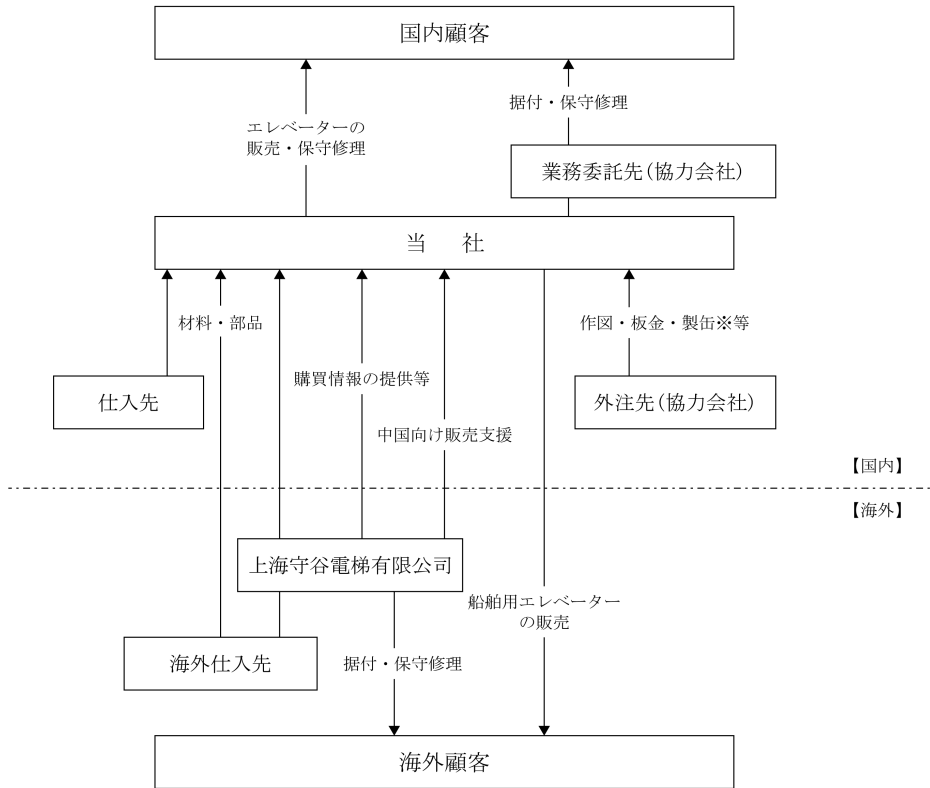 国内顧客
据付・保守修理
エレベーターの
販売・保守修理
業務委託先(協力会社)
当 社
材料・部品
作図・板金・製缶※等
購買情報の提供等
仕入先
外注先(協力会社)
中国向け販売支援
【国内】
【海外】
上海守谷電梯有限公司
船舶用エレベーター
の販売
海外仕入先
据付・保守修理
海外顧客